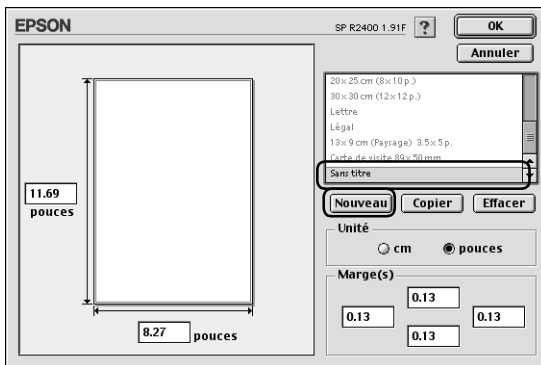 EPSON
SP R2400 1.91F ? OK
Annuler
20×25 cm (8×10 p.)
30×30 cm (12×12 p.)
Lettre
Légal
13×9 cm (Paysage) 3.5×5 p.
Carte de visite 89×50 mm
Sans titre
Nouveau Copier Effacer
Unité
cm pouces
Marge(s)
0.13
0.13 0.13
0.13
11.69
pouces
8.27 pouces